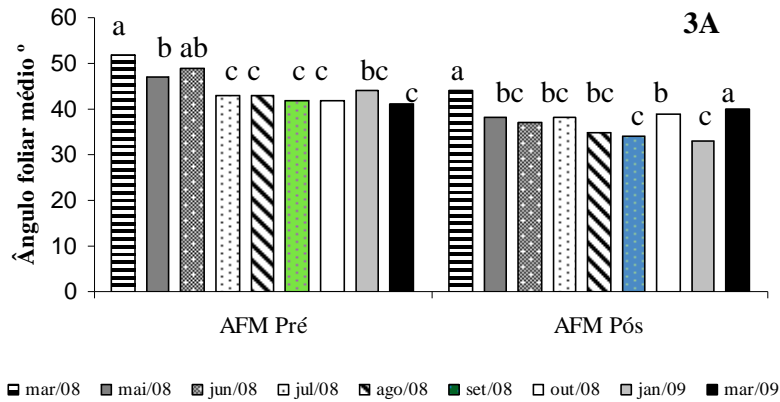 3A
Ângulo foliar médio º
60
50
40
30
20
10
0
a b ab c c c c bc c
a bc bc bc c b c a
AFM Pré AFM Pós
mar/08 mai/08 jun/08 jul/08 ago/08 set/08 out/08 jan/09 mar/09